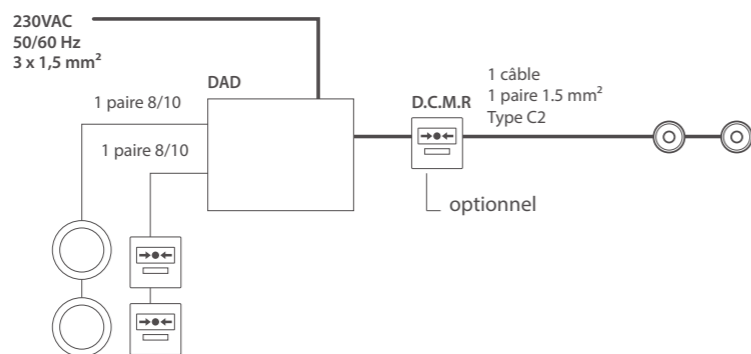 230VAC
50/60 Hz
3 x 1,5 mm²
DAD
1 paire 8/10
1 paire 8/10
D.C.M.R
1 câble
1 paire 1.5 mm²
Type C2
optionnel